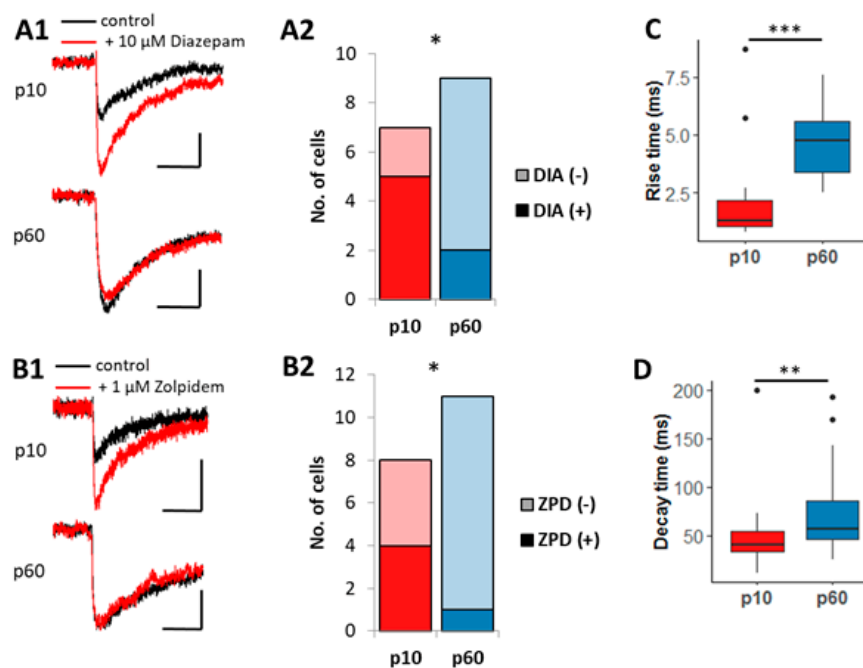 A1
control
+ 10 μM Diazepam
p10
p60
A2
*
No. of cells
10
8
6
4
2
0
p10
p60
DIA (-)
DIA (+)
C
***
Rise time (ms)
7.5
5.0
2.5
p10
p60
B1
control
+ 1 μM Zolpidem
p10
p60
B2
*
No. of cells
12
10
8
6
4
2
0
p10
p60
ZPD (-)
ZPD (+)
D
**
Decay time (ms)
200
150
100
50
p10
p60